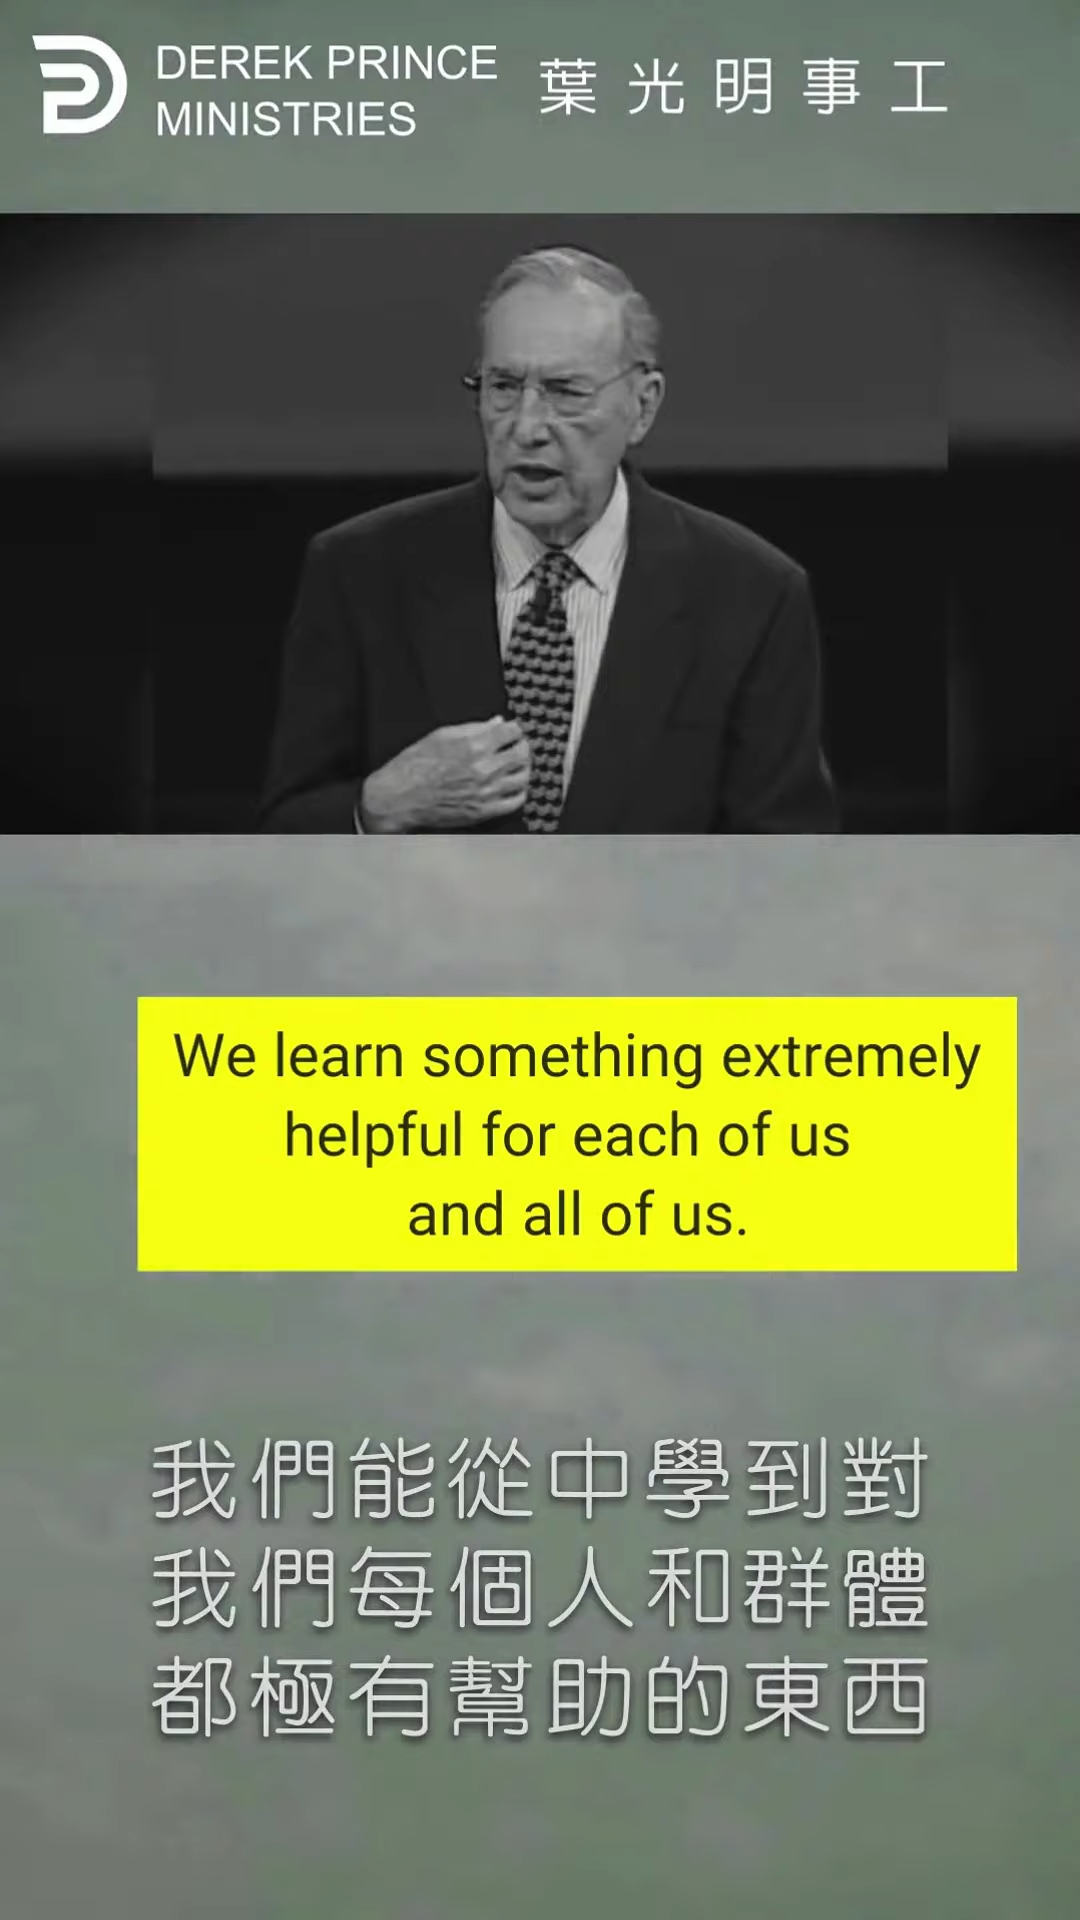 DEREK PRINCE
MINISTRIES
葉光明事工
We learn something extremely
helpful for each of us
and all of us.
我們能從中學到對
我們每個人和群體
都極有幫助的東西